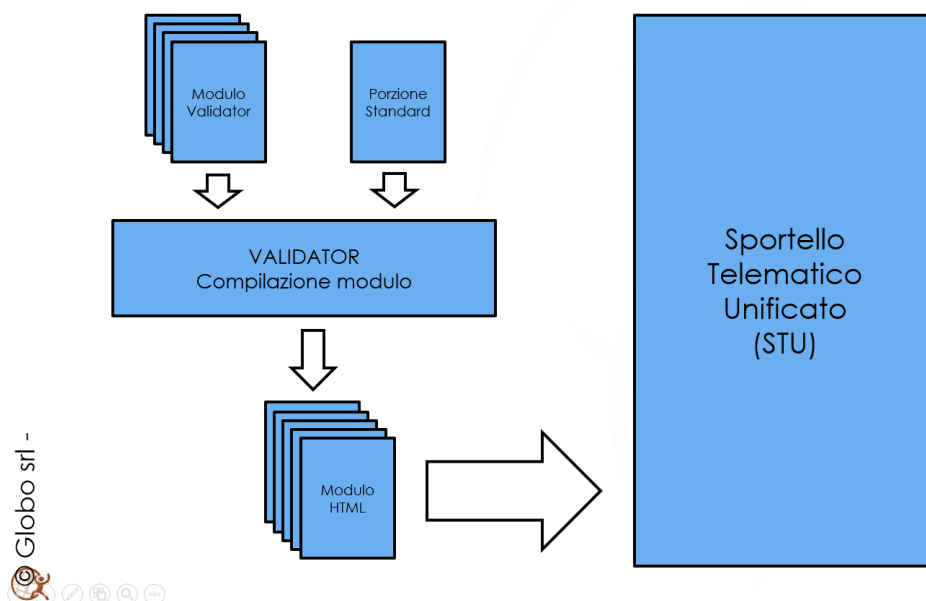 Modulo
Validator
Porzione
Standard
VALIDATOR
Compilazione modulo
Modulo
HTML
Sportello
Telematico
Unificato
(STU)
© Globo srl -